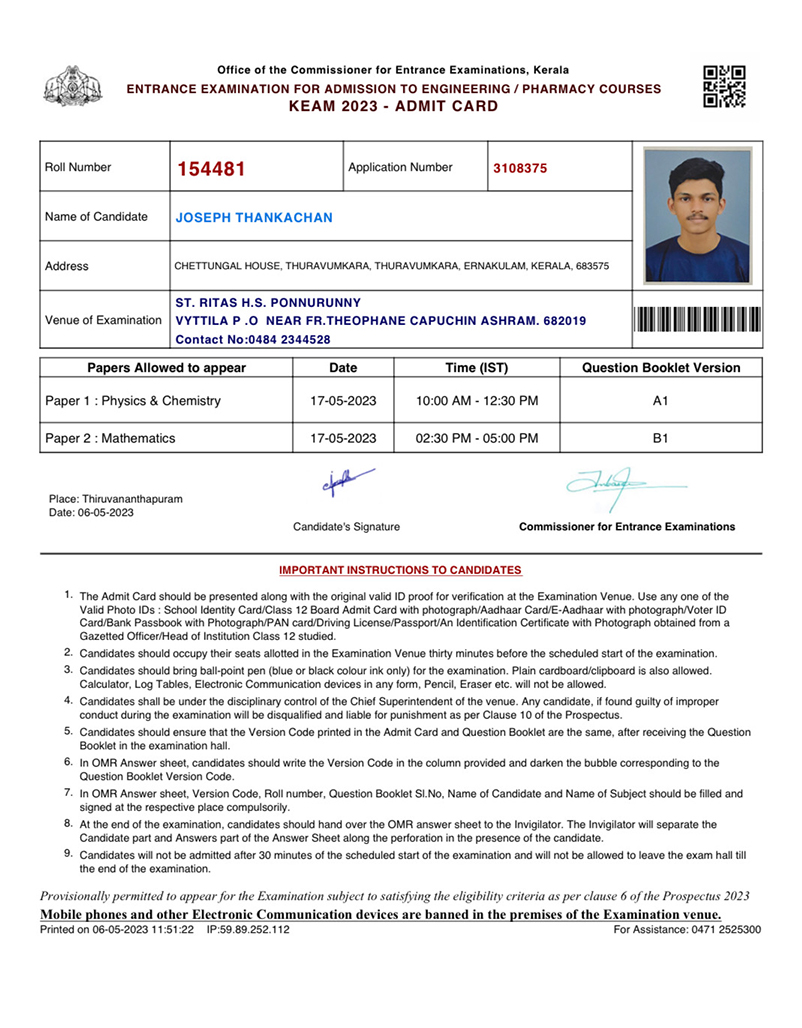 Office of the Commissioner for Entrance Examinations, Kerala
ENTRANCE EXAMINATION FOR ADMISSION TO ENGINEERING / PHARMACY COURSES
KEAM 2023 - ADMIT CARD
Roll Number 154481 Application Number 3108375
Name of Candidate JOSEPH THANKACHAN
Address CHETTUNGAL HOUSE, THURAVUMKARA, THURAVUMKARA, ERNAKULAM, KERALA, 683575
Venue of Examination
ST. RITAS H.S. PONNURUNNY
VYTTILA P .O NEAR FR.THEOPHANE CAPUCHIN ASHRAM. 682019
Contact No:0484 2344528
Papers Allowed to appear Date Time (IST) Question Booklet Version
Paper 1 : Physics & Chemistry 17-05-2023 10:00 AM - 12:30 PM A1
Paper 2 : Mathematics 17-05-2023 02:30 PM - 05:00 PM B1
Place: Thiruvananthapuram
Date: 06-05-2023
Candidate's Signature Commissioner for Entrance Examinations
IMPORTANT INSTRUCTIONS TO CANDIDATES
1. The Admit Card should be presented along with the original valid ID proof for verification at the Examination Venue. Use any one of the
Valid Photo IDs : School Identity Card/Class 12 Board Admit Card with photograph/Aadhaar Card/E-Aadhaar with photograph/Voter ID
Card/Bank Passbook with Photograph/PAN card/Driving License/Passport/An Identification Certificate with Photograph obtained from a
Gazetted Officer/Head of Institution Class 12 studied.
2. Candidates should occupy their seats allotted in the Examination Venue thirty minutes before the scheduled start of the examination.
3. Candidates should bring ball-point pen (blue or black colour ink only) for the examination. Plain cardboard/clipboard is also allowed.
Calculator, Log Tables, Electronic Communication devices in any form, Pencil, Eraser etc. will not be allowed.
4. Candidates shall be under the disciplinary control of the Chief Superintendent of the venue. Any candidate, if found guilty of improper
conduct during the examination will be disqualified and liable for punishment as per Clause 10 of the Prospectus.
5. Candidates should ensure that the Version Code printed in the Admit Card and Question Booklet are the same, after receiving the Question
Booklet in the examination hall.
6. In OMR Answer sheet, candidates should write the Version Code in the column provided and darken the bubble corresponding to the
Question Booklet Version Code.
7. In OMR Answer sheet, Version Code, Roll number, Question Booklet Sl.No, Name of Candidate and Name of Subject should be filled and
signed at the respective place compulsorily.
8. At the end of the examination, candidates should hand over the OMR answer sheet to the Invigilator. The Invigilator will separate the
Candidate part and Answers part of the Answer Sheet along the perforation in the presence of the candidate.
9. Candidates will not be admitted after 30 minutes of the scheduled start of the examination and will not be allowed to leave the exam hall till
the end of the examination.
Provisionally permitted to appear for the Examination subject to satisfying the eligibility criteria as per clause 6 of the Prospectus 2023
Mobile phones and other Electronic Communication devices are banned in the premises of the Examination venue.
Printed on 06-05-2023 11:51:22 IP:59.89.252.112 For Assistance: 0471 2525300